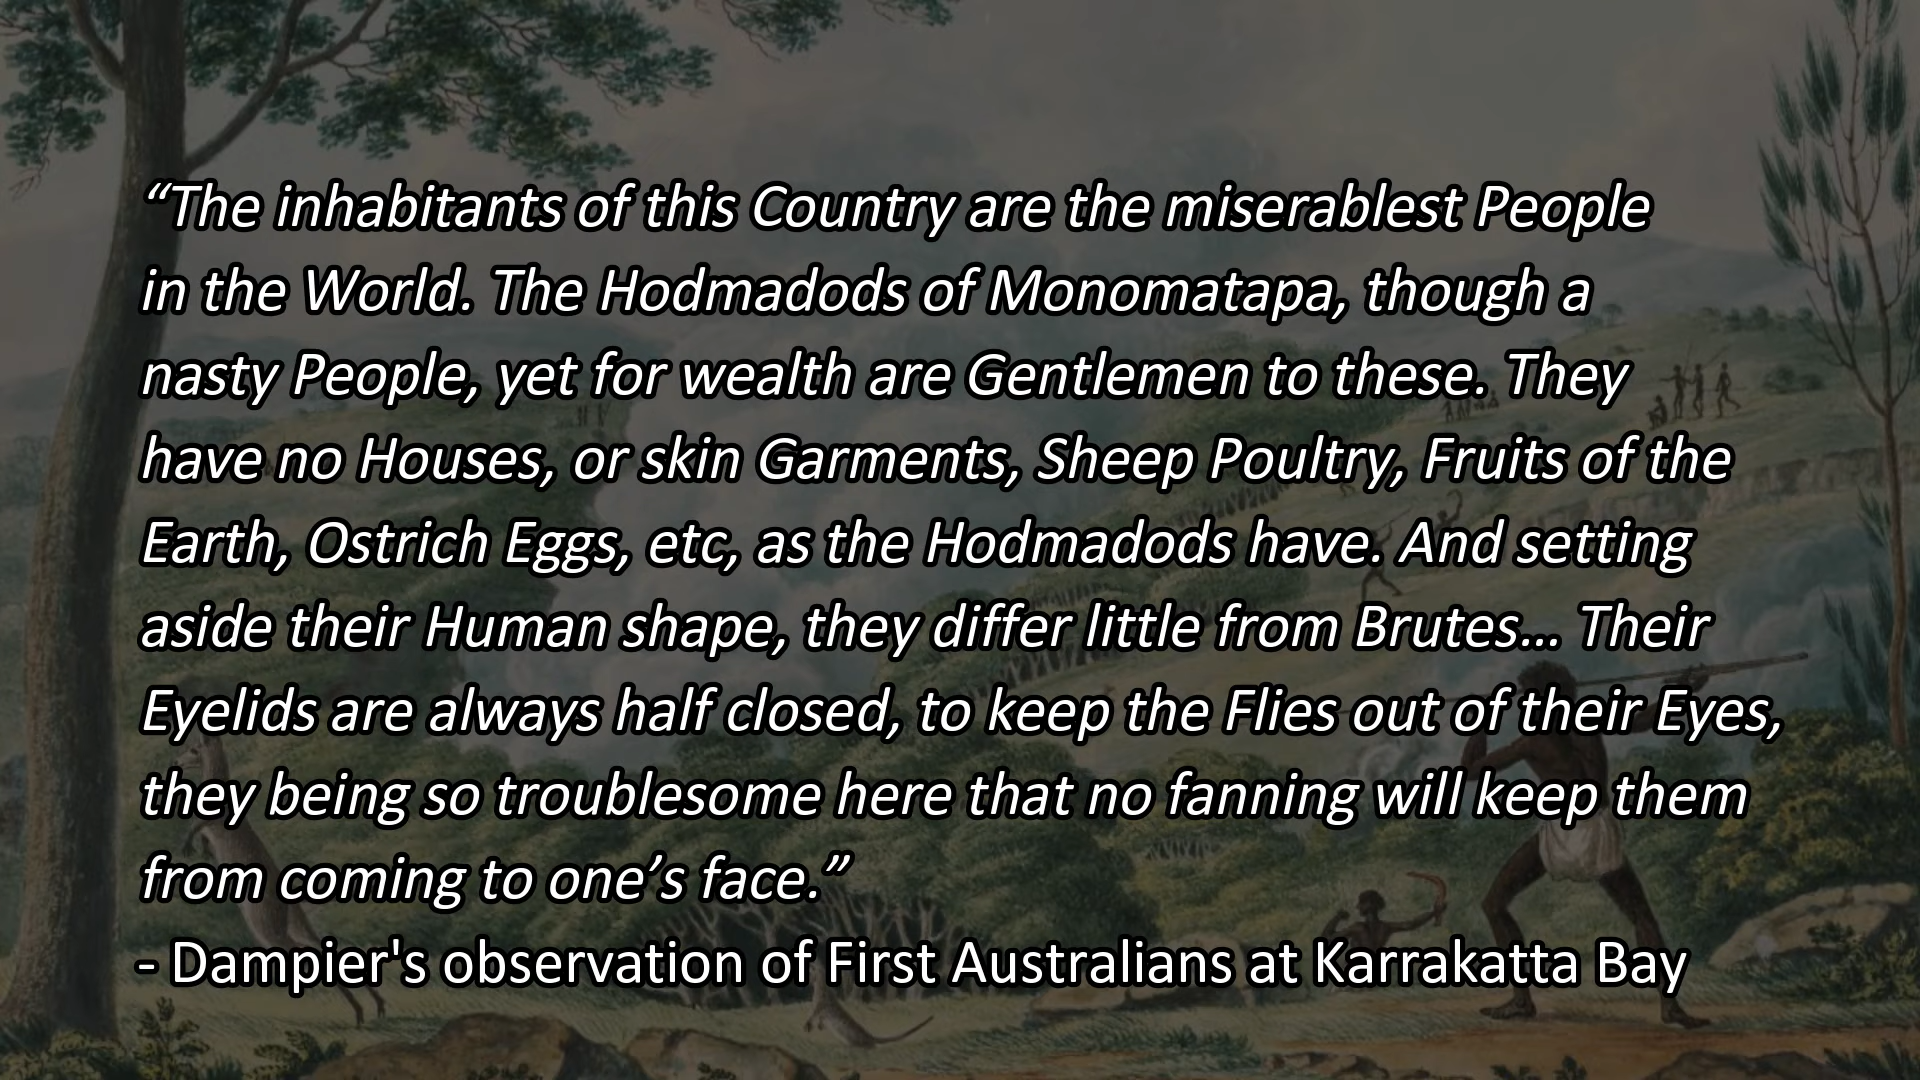 “The inhabitants of this Country are the miserablest People
in the World. The Hodmadods of Monomatapa, though a
nasty People, yet for wealth are Gentlemen to these. They
have no Houses, or skin Garments, Sheep Poultry, Fruits of the
Earth, Ostrich Eggs, etc, as the Hodmadods have. And setting
aside their Human shape, they differ little from Brutes… Their
Eyelids are always half closed, to keep the Flies out of their Eyes,
they being so troublesome here that no fanning will keep them
from coming to one’s face.”
- Dampier's observation of First Australians at Karrakatta Bay